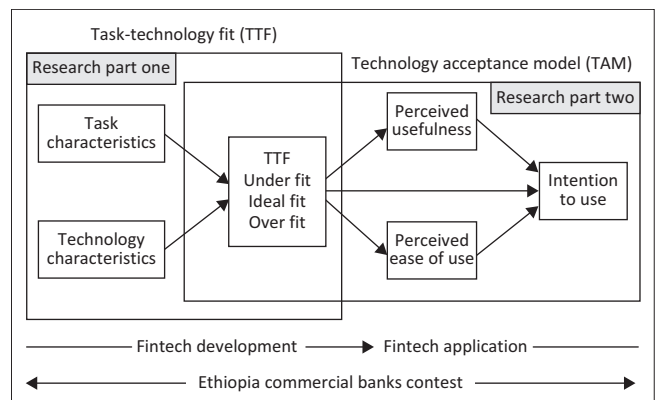 Task-technology fit (TTF)
Research part one
Technology acceptance model (TAM)
Research part two
Task
characteristics
Technology
characteristics
TTF
Under fit
Ideal fit
Over fit
Perceived
usefulness
Perceived
ease of use
Intention
to use
Fintech development
Fintech application
Ethiopia commercial banks contest